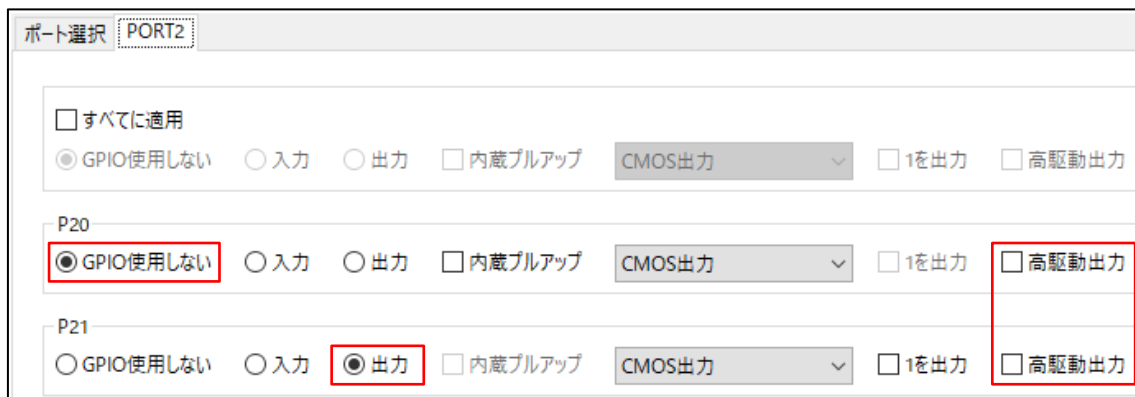 ポート選択 PORT2
すべてに適用
GPIO使用しない 入力 出力 内蔵プルアップ CMOS出力 1を出力 高駆動出力
P20
GPIO使用しない 入力 出力 内蔵プルアップ CMOS出力 1を出力 高駆動出力
P21
GPIO使用しない 入力 出力 内蔵プルアップ CMOS出力 1を出力 高駆動出力